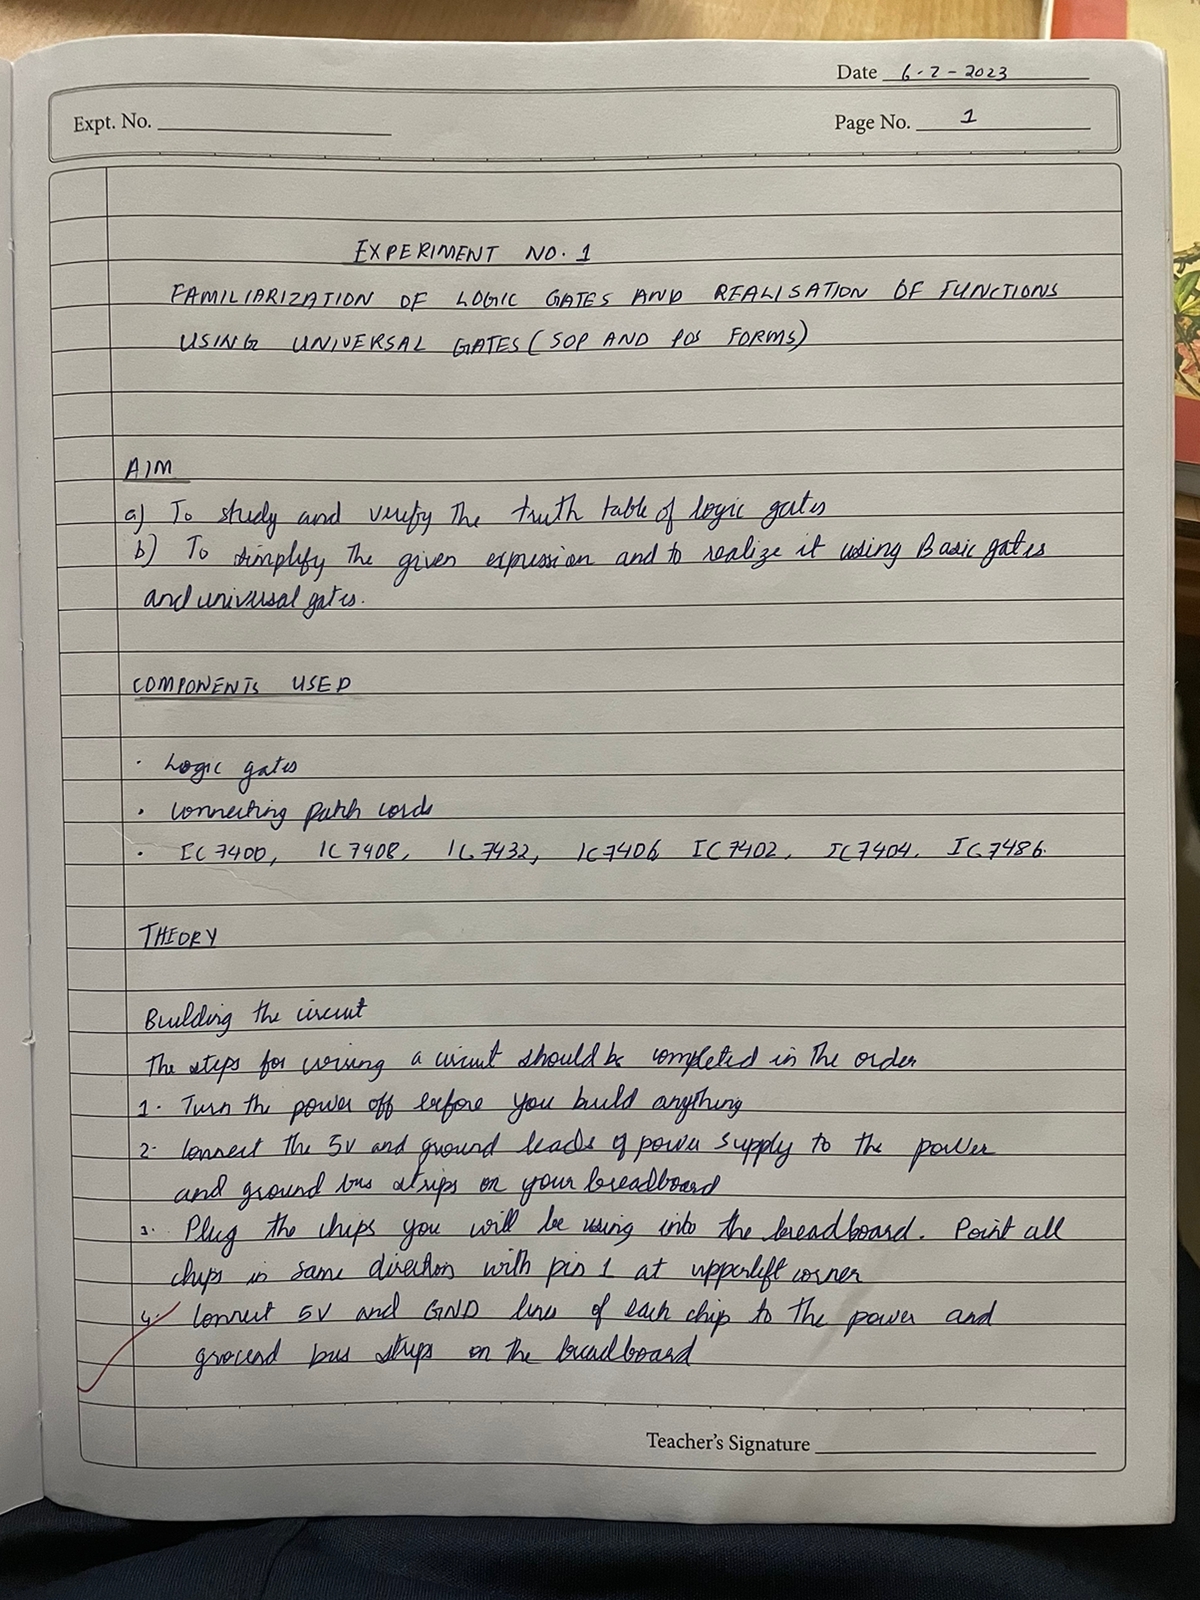 Date 6-2-2023
Expt. No.
Page No. 1
EXPERIMENT NO. 1
FAMILIARIZATION OF LOGIC GATES AND REALISATION OF FUNCTIONS
USING UNIVERSAL GATES (SOP AND POS FORMS)
AIM
a) To study and verify the truth table of logic gates
b) To simplify the given expression and to realize it using Basic gates
and universal gates.
COMPONENTS USED
· Logic gates
· Connecting patch cords
· IC 7400, IC 7408, IC 7432, IC 7406 IC 7402, IC 7404, IC 7486.
THEORY
Building the circuit
The steps for wiring a circuit should be completed in the order
1. Turn the power off before you build anything
2. Connect the 5V and ground leads of power supply to the power
and ground bus strips on your breadboard
3. Plug the chips you will be using into the breadboard. Point all
chips in same direction with pin 1 at upperleft corner
4. Connect 5V and GND lines of each chip to the power and
ground bus strips on the breadboard
Teacher's Signature